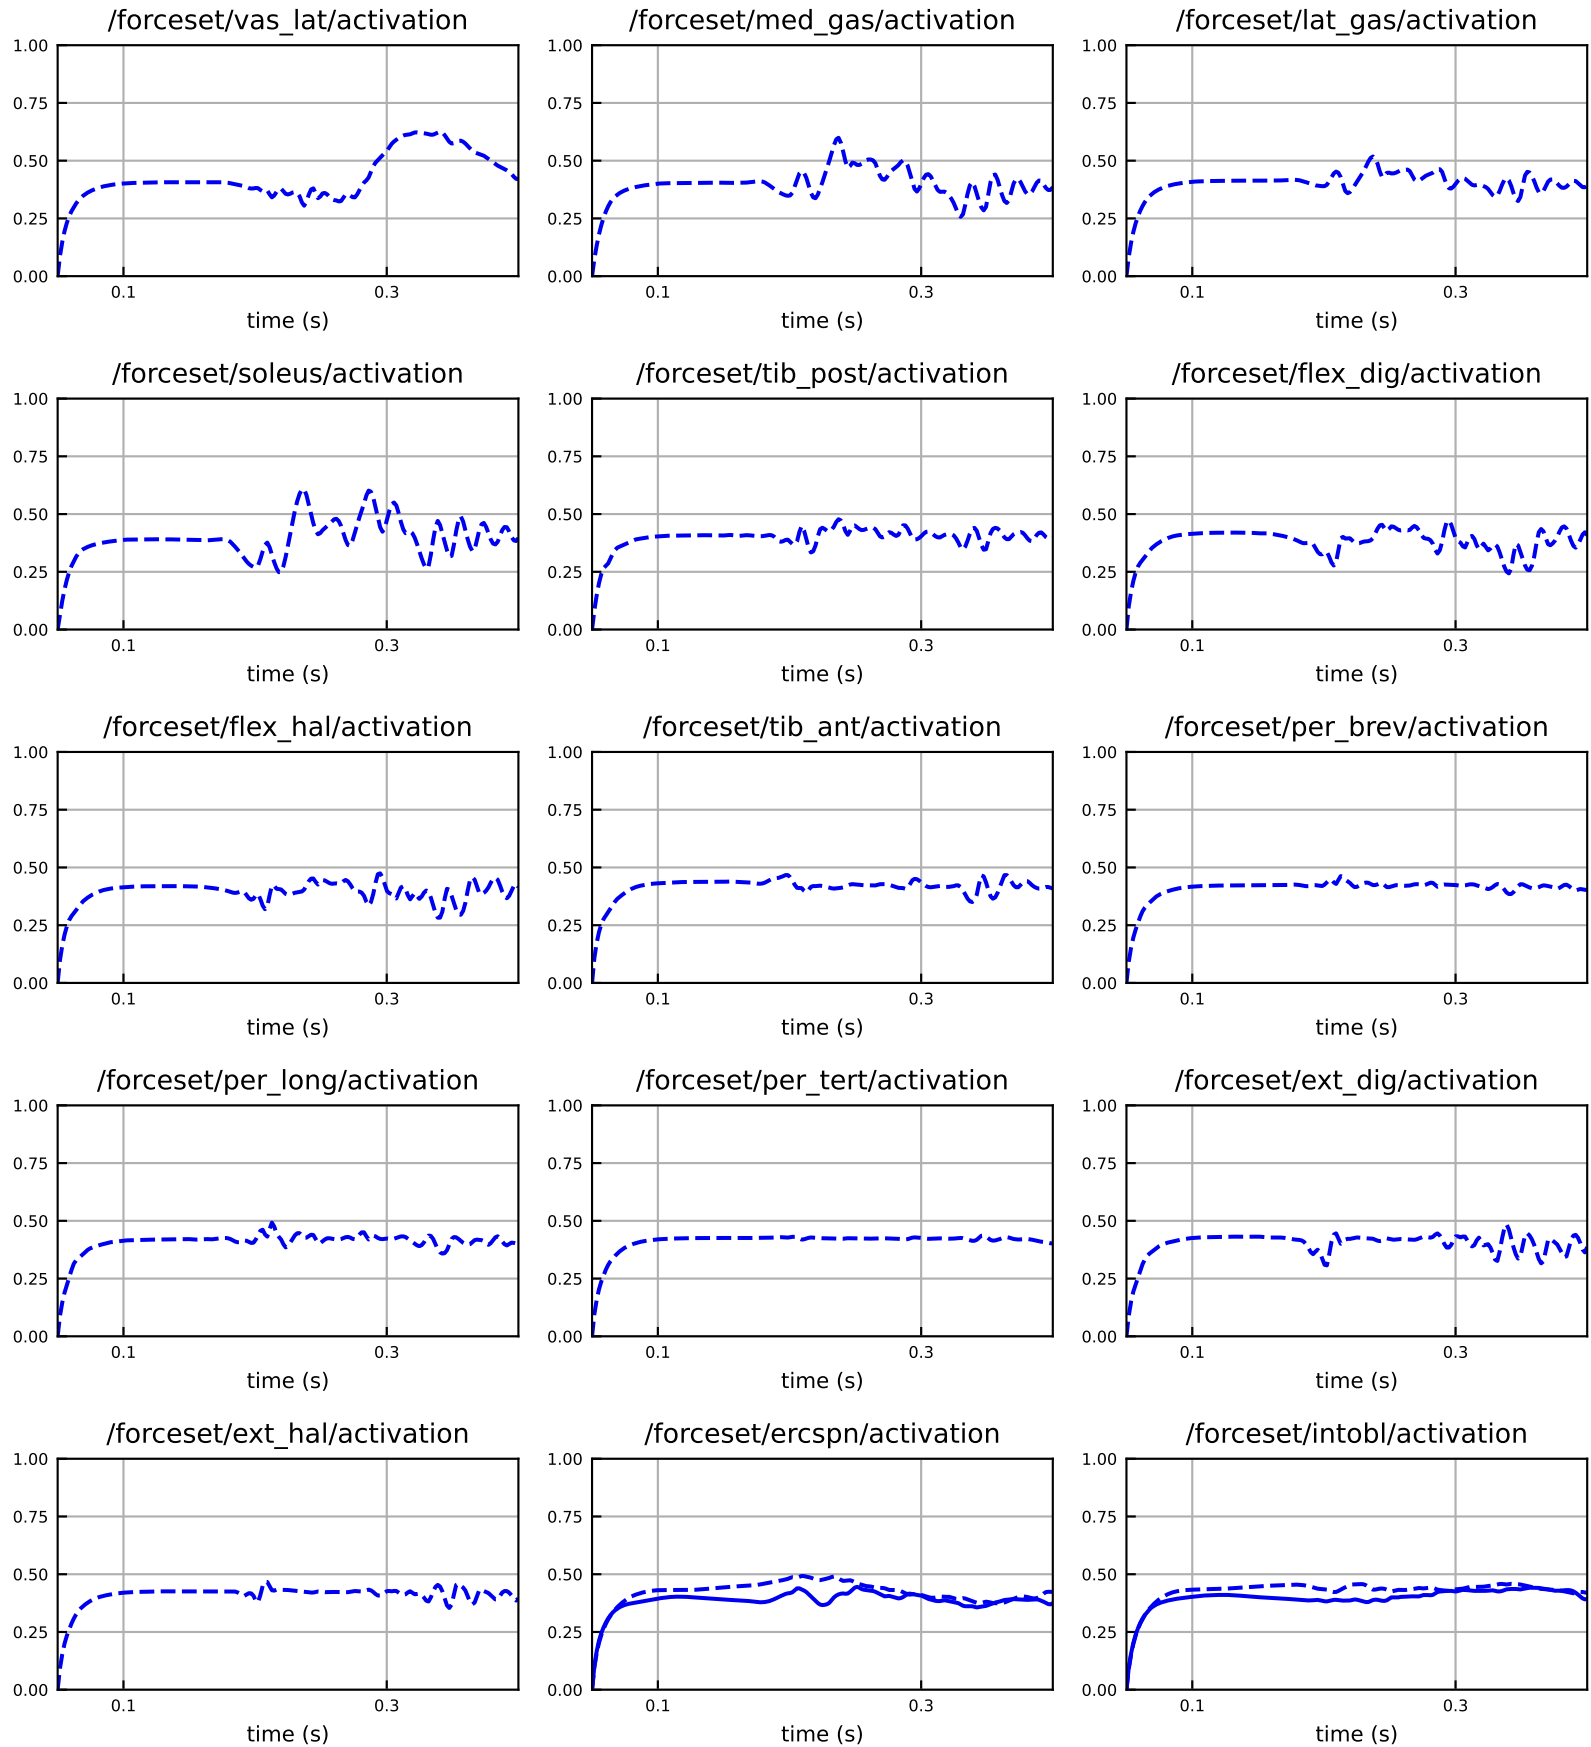 /forceset/vas_lat/activation /forceset/med_gas/activation /forceset/lat_gas/activation
1.00 1.00 1.00
0.75 0.75 0.75
0.50 0.50 0.50
0.25 0.25 0.25
0.00 0.00 0.00
0.1 0.3 0.1 0.3 0.1 0.3
time (s) time (s) time (s)
/forceset/soleus/activation /forceset/tib_post/activation /forceset/flex_dig/activation
1.00 1.00 1.00
0.75 0.75 0.75
0.50 0.50 0.50
0.25 0.25 0.25
0.00 0.00 0.00
0.1 0.3 0.1 0.3 0.1 0.3
time (s) time (s) time (s)
/forceset/flex_hal/activation /forceset/tib_ant/activation /forceset/per_brev/activation
1.00 1.00 1.00
0.75 0.75 0.75
0.50 0.50 0.50
0.25 0.25 0.25
0.00 0.00 0.00
0.1 0.3 0.1 0.3 0.1 0.3
time (s) time (s) time (s)
/forceset/per_long/activation /forceset/per_tert/activation /forceset/ext_dig/activation
1.00 1.00 1.00
0.75 0.75 0.75
0.50 0.50 0.50
0.25 0.25 0.25
0.00 0.00 0.00
0.1 0.3 0.1 0.3 0.1 0.3
time (s) time (s) time (s)
/forceset/ext_hal/activation /forceset/ercspn/activation /forceset/intobl/activation
1.00 1.00 1.00
0.75 0.75 0.75
0.50 0.50 0.50
0.25 0.25 0.25
0.00 0.00 0.00
0.1 0.3 0.1 0.3 0.1 0.3
time (s) time (s) time (s)